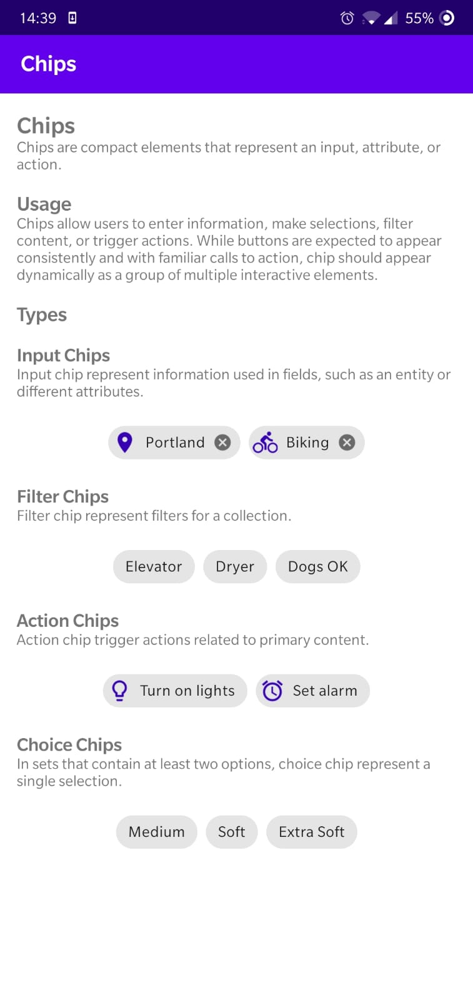 14:39
55%
Chips
Chips
Chips are compact elements that represent an input, attribute, or
action.
Usage
Chips allow users to enter information, make selections, filter
content, or trigger actions. While buttons are expected to appear
consistently and with familiar calls to action, chip should appear
dynamically as a group of multiple interactive elements.
Types
Input Chips
Input chip represent information used in fields, such as an entity or
different attributes.
Portland
Biking
Filter Chips
Filter chip represent filters for a collection.
Elevator
Dryer
Dogs OK
Action Chips
Action chip trigger actions related to primary content.
Turn on lights
Set alarm
Choice Chips
In sets that contain at least two options, choice chip represent a
single selection.
Medium
Soft
Extra Soft